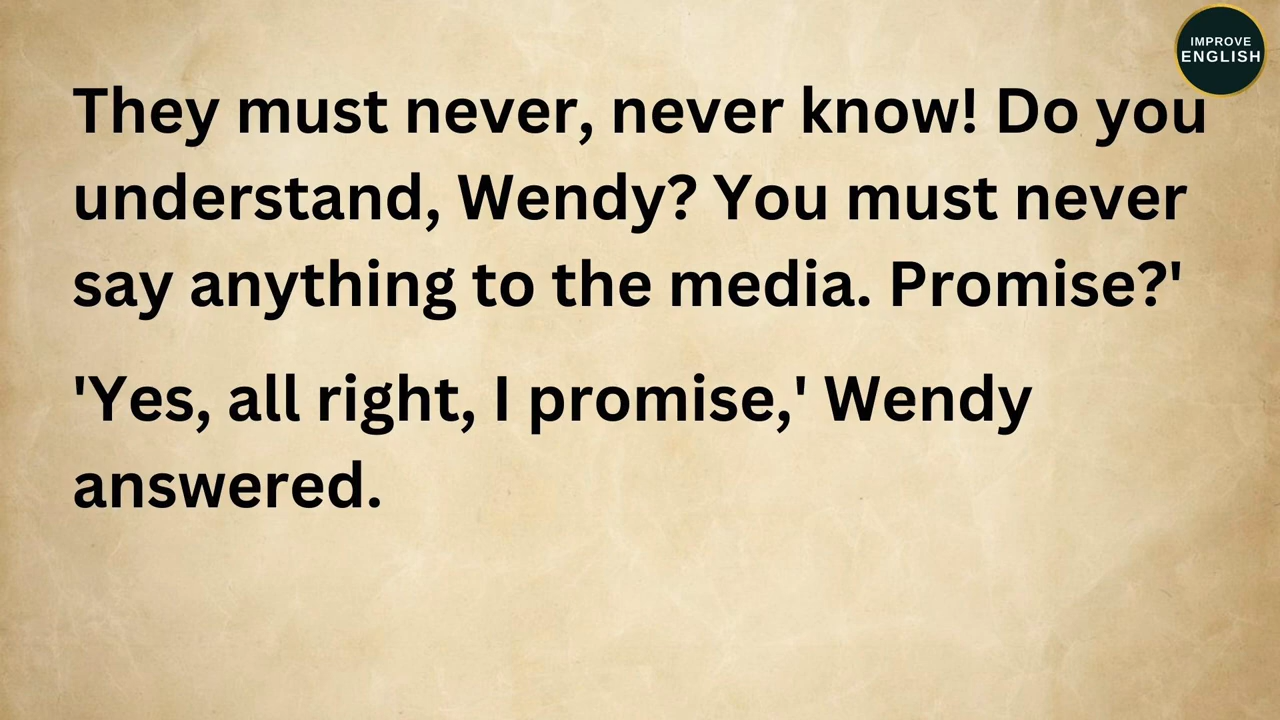 IMPROVE
ENGLISH
They must never, never know! Do you
understand, Wendy? You must never
say anything to the media. Promise?'
'Yes, all right, I promise,' Wendy
answered.